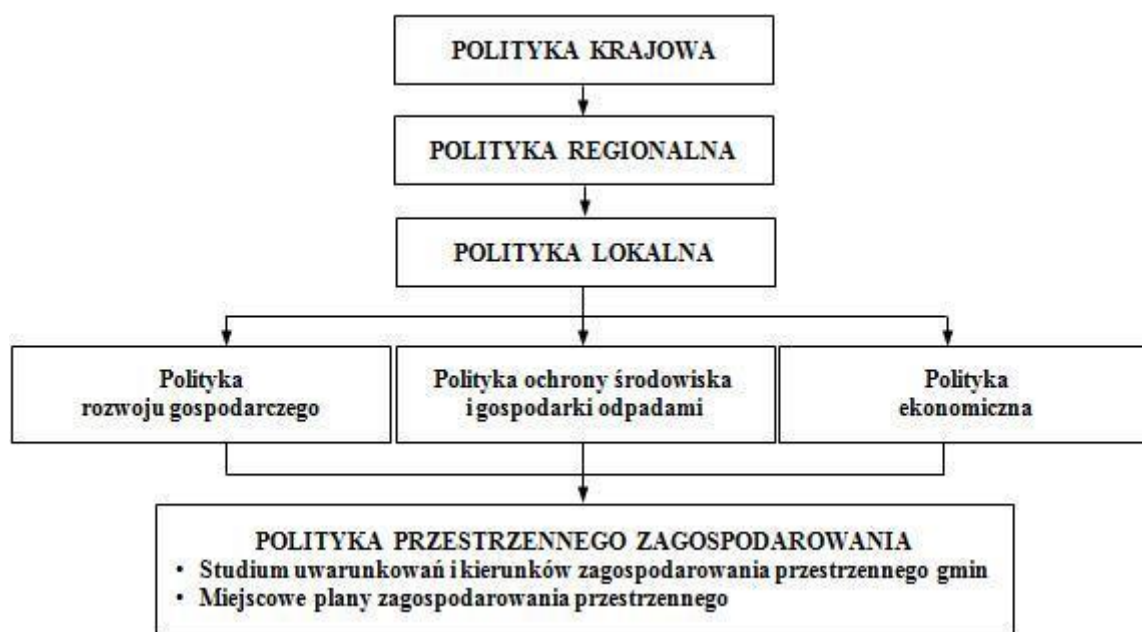 POLITYKA KRAJOWA
POLITYKA REGIONALNA
POLITYKA LOKALNA
Polityka
rozwoju gospodarczego
Polityka ochrony środowiska
i gospodarki odpadami
Polityka
ekonomiczna
POLITYKA PRZESTRZENNEGO ZAGOSPODAROWANIA
• Studium uwarunkowań i kierunków zagospodarowania przestrzennego gmin
• Miejscowe plany zagospodarowania przestrzennego